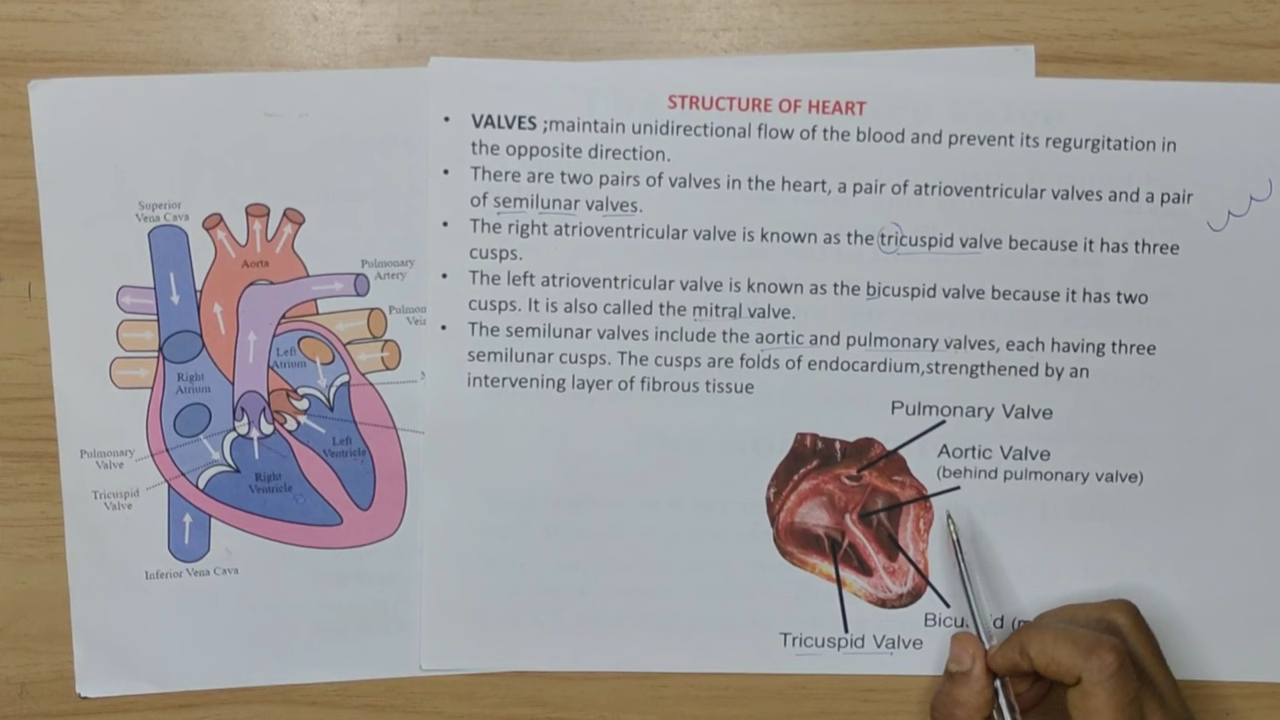 STRUCTURE OF HEART
• VALVES ;maintain unidirectional flow of the blood and prevent its regurgitation in
the opposite direction.
• There are two pairs of valves in the heart, a pair of atrioventricular valves and a pair
of semilunar valves.
• The right atrioventricular valve is known as the tricuspid valve because it has three
cusps.
• The left atrioventricular valve is known as the bicuspid valve because it has two
cusps. It is also called the mitral valve.
• The semilunar valves include the aortic and pulmonary valves, each having three
semilunar cusps. The cusps are folds of endocardium,strengthened by an
intervening layer of fibrous tissue
Pulmonary Valve
Aortic Valve
(behind pulmonary valve)
Tricuspid Valve
Superior
Vena Cava
Aorta
Pulmonary
Artery
Left
Atrium
Right
Atrium
Pulmonary
Valve
Tricuspid
Valve
Left
Ventricle
Right
Ventricle
Inferior Vena Cava